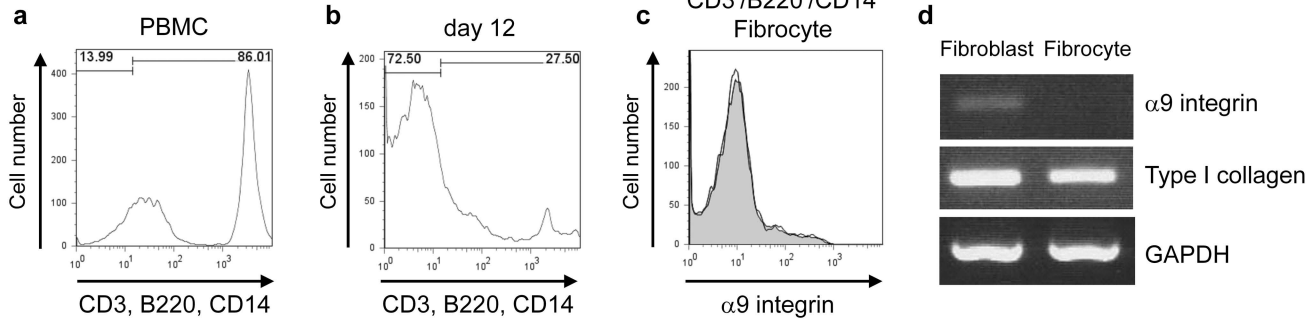 a
PBMC
13.99 86.01
400
300
200
100
0
10⁰ 10¹ 10² 10³
Cell number
CD3, B220, CD14
b
day 12
72.50 27.50
200
150
100
50
0
10⁰ 10¹ 10² 10³
Cell number
CD3, B220, CD14
c
CD3⁻/B220⁻/CD14⁻
Fibrocyte
200
150
100
50
0
10⁰ 10¹ 10² 10³
Cell number
α9 integrin
d
Fibroblast Fibrocyte
α9 integrin
Type I collagen
GAPDH